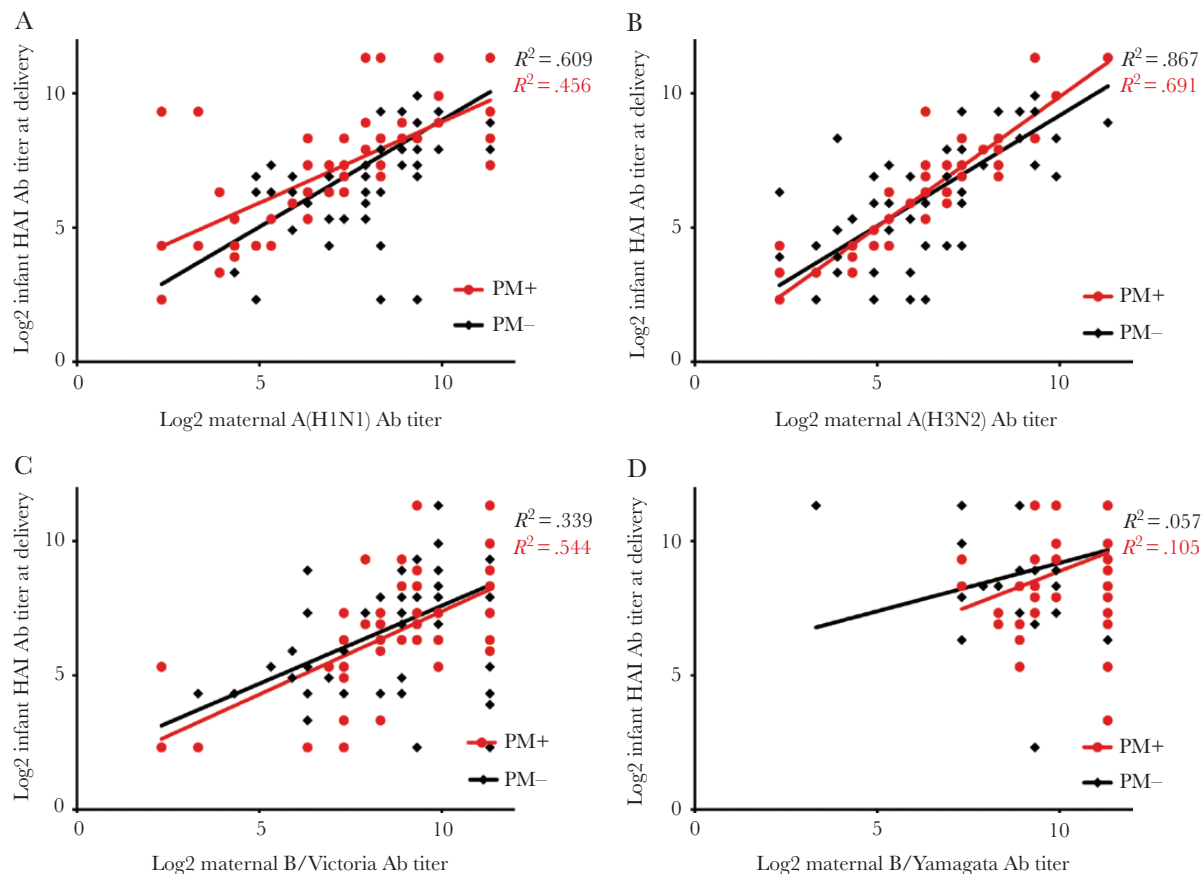 A
Log2 infant HAI Ab titer at delivery
10
5
0
0
5
10
R² = .609
R² = .456
PM+
PM–
Log2 maternal A(H1N1) Ab titer
B
Log2 infant HAI Ab titer at delivery
10
5
0
0
5
10
R² = .867
R² = .691
PM+
PM–
Log2 maternal A(H3N2) Ab titer
C
Log2 infant HAI Ab titer at delivery
10
5
0
0
5
10
R² = .339
R² = .544
PM+
PM–
Log2 maternal B/Victoria Ab titer
D
Log2 infant HAI Ab titer at delivery
10
5
0
0
5
10
R² = .057
R² = .105
PM+
PM–
Log2 maternal B/Yamagata Ab titer